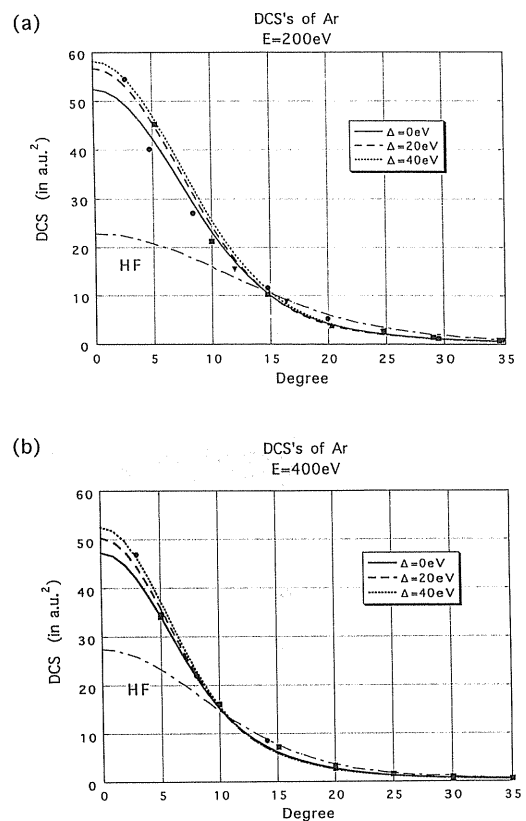 (a)
DCS's of Ar
E=200eV
60
50
40
30
20
10
0
DCS (in a.u.²)
Δ=0eV
Δ=20eV
Δ=40eV
HF
0 5 10 15 20 25 30 35
Degree
(b)
DCS's of Ar
E=400eV
60
50
40
30
20
10
0
DCS (in a.u.²)
Δ=0eV
Δ=20eV
Δ=40eV
HF
0 5 10 15 20 25 30 35
Degree